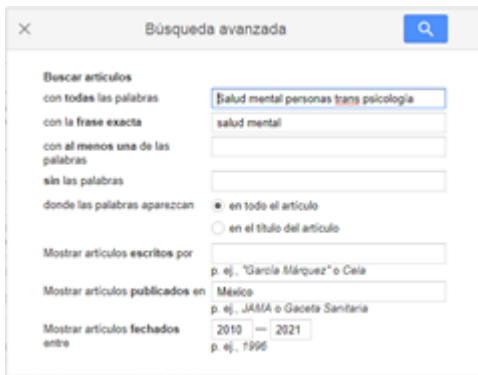 Búsqueda avanzada
Buscar artículos
con todas las palabras
Salud mental personas trans psicología
con la frase exacta
salud mental
con al menos una de las
palabras
sin las palabras
donde las palabras aparezcan
en todo el artículo
en el título del artículo
Mostrar artículos escritos por
p. ej., "García Márquez" o Cela
Mostrar artículos publicados en
México
p. ej., JAMA o Gaceta Sanitaria
Mostrar artículos fechados
entre
2010 — 2021
p. ej., 1996